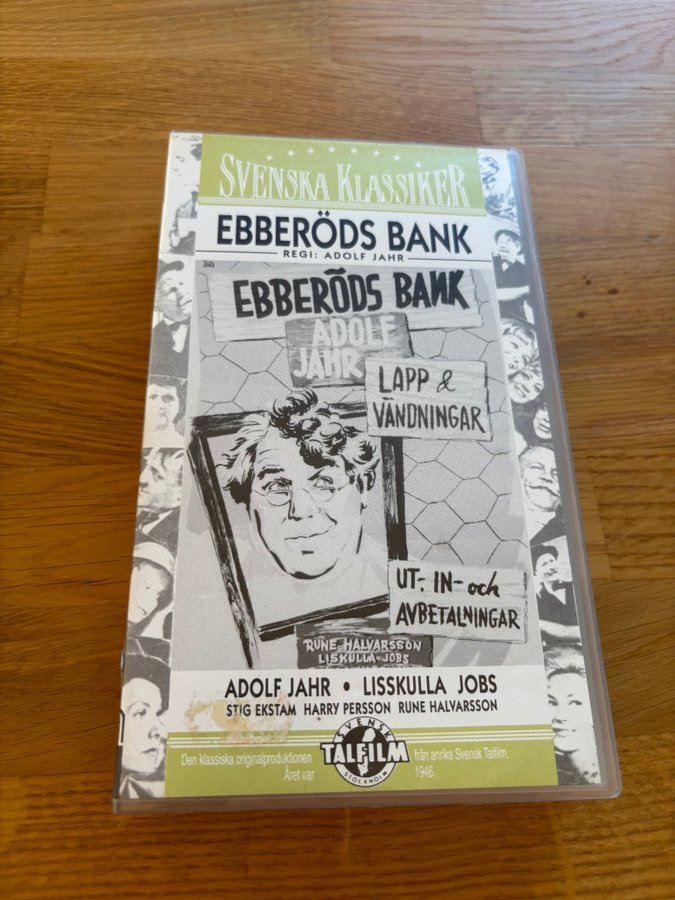 SVENSKA KLASSIKER
EBBERÖDS BANK
REGI: ADOLF JAHR
EBBERÖDS BANK
ADOLF
JAHR
LAPP &
VÄNDNINGAR
UT-, IN- och
AVBETALNINGAR
RUNE HALVARSSON
LISKULLA JOBS
ADOLF JAHR • LISSKULLA JOBS
STIG EKSTAM HARRY PERSSON RUNE HALVARSSON
SVENSK
TALFILM
STOCKHOLM
Den klassiska originalproduktionen från anrika Svensk Talfilm.
Året var 1946.